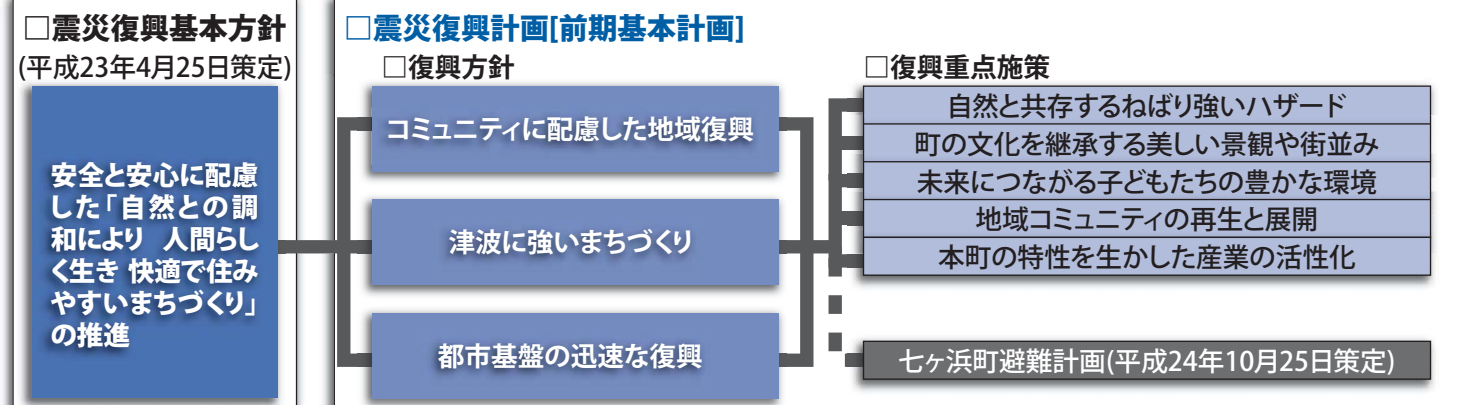 □震災復興基本方針
(平成23年4月25日策定)
安全と安心に配慮
した「自然との調
和により 人間らし
く生き 快適で住み
やすいまちづくり」
の推進
□震災復興計画[前期基本計画]
□復興方針
コミュニティに配慮した地域復興
津波に強いまちづくり
都市基盤の迅速な復興
□復興重点施策
自然と共存するねばり強いハザード
町の文化を継承する美しい景観や街並み
未来につながる子どもたちの豊かな環境
地域コミュニティの再生と展開
本町の特性を生かした産業の活性化
七ヶ浜町避難計画(平成24年10月25日策定)